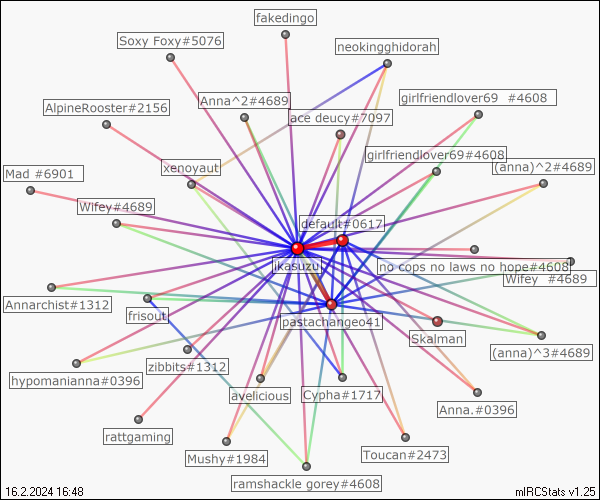 fakedingo
Soxy Foxy#5076
neokingghidorah
Anna^2#4689
girlfriendlover69 #4608
AlpineRooster#2156
ace deucy#7097
girlfriendlover69#4608
xenoyaut
(anna)^2#4689
Mad #6901
Wifey#4689
default#0617
jkasuzu
no cops no laws no hope#4608
Wifey #4689
Annarchist#1312
frisout
pastachangeo41
Skalman
(anna)^3#4689
zibbits#1312
hypomanianna#0396
avelicious
Cypha#1717
Anna.#0396
rattgaming
Mushy#1984
Toucan#2473
ramshackle gorey#4608
16.2.2024 16:48
mIRCStats v1.25